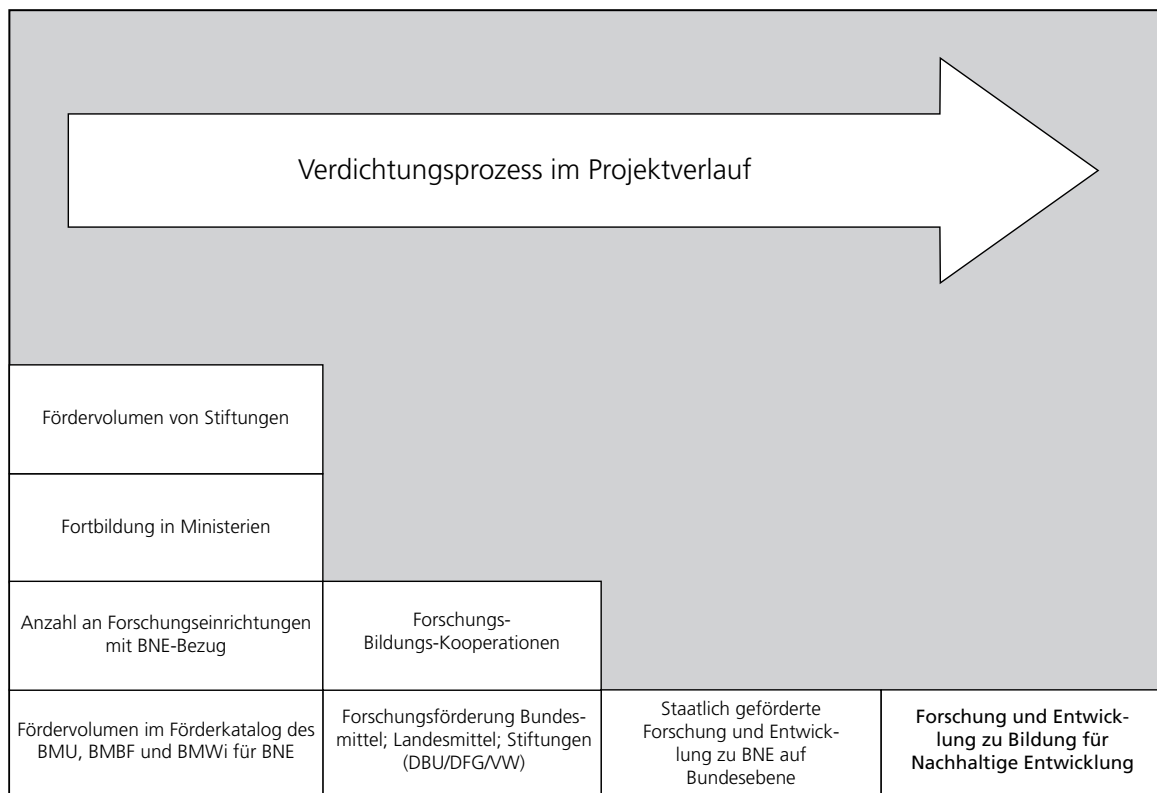 Verdichtungsprozess im Projektverlauf
Fördervolumen von Stiftungen
Fortbildung in Ministerien
Anzahl an Forschungseinrichtungen
mit BNE-Bezug
Forschungs-
Bildungs-Kooperationen
Fördervolumen im Förderkatalog des
BMU, BMBF und BMWi für BNE
Forschungsförderung Bundes-
mittel; Landesmittel; Stiftungen
(DBU/DFG/VW)
Staatlich geförderte
Forschung und Entwick-
lung zu BNE auf
Bundesebene
Forschung und Entwick-
lung zu Bildung für
Nachhaltige Entwicklung